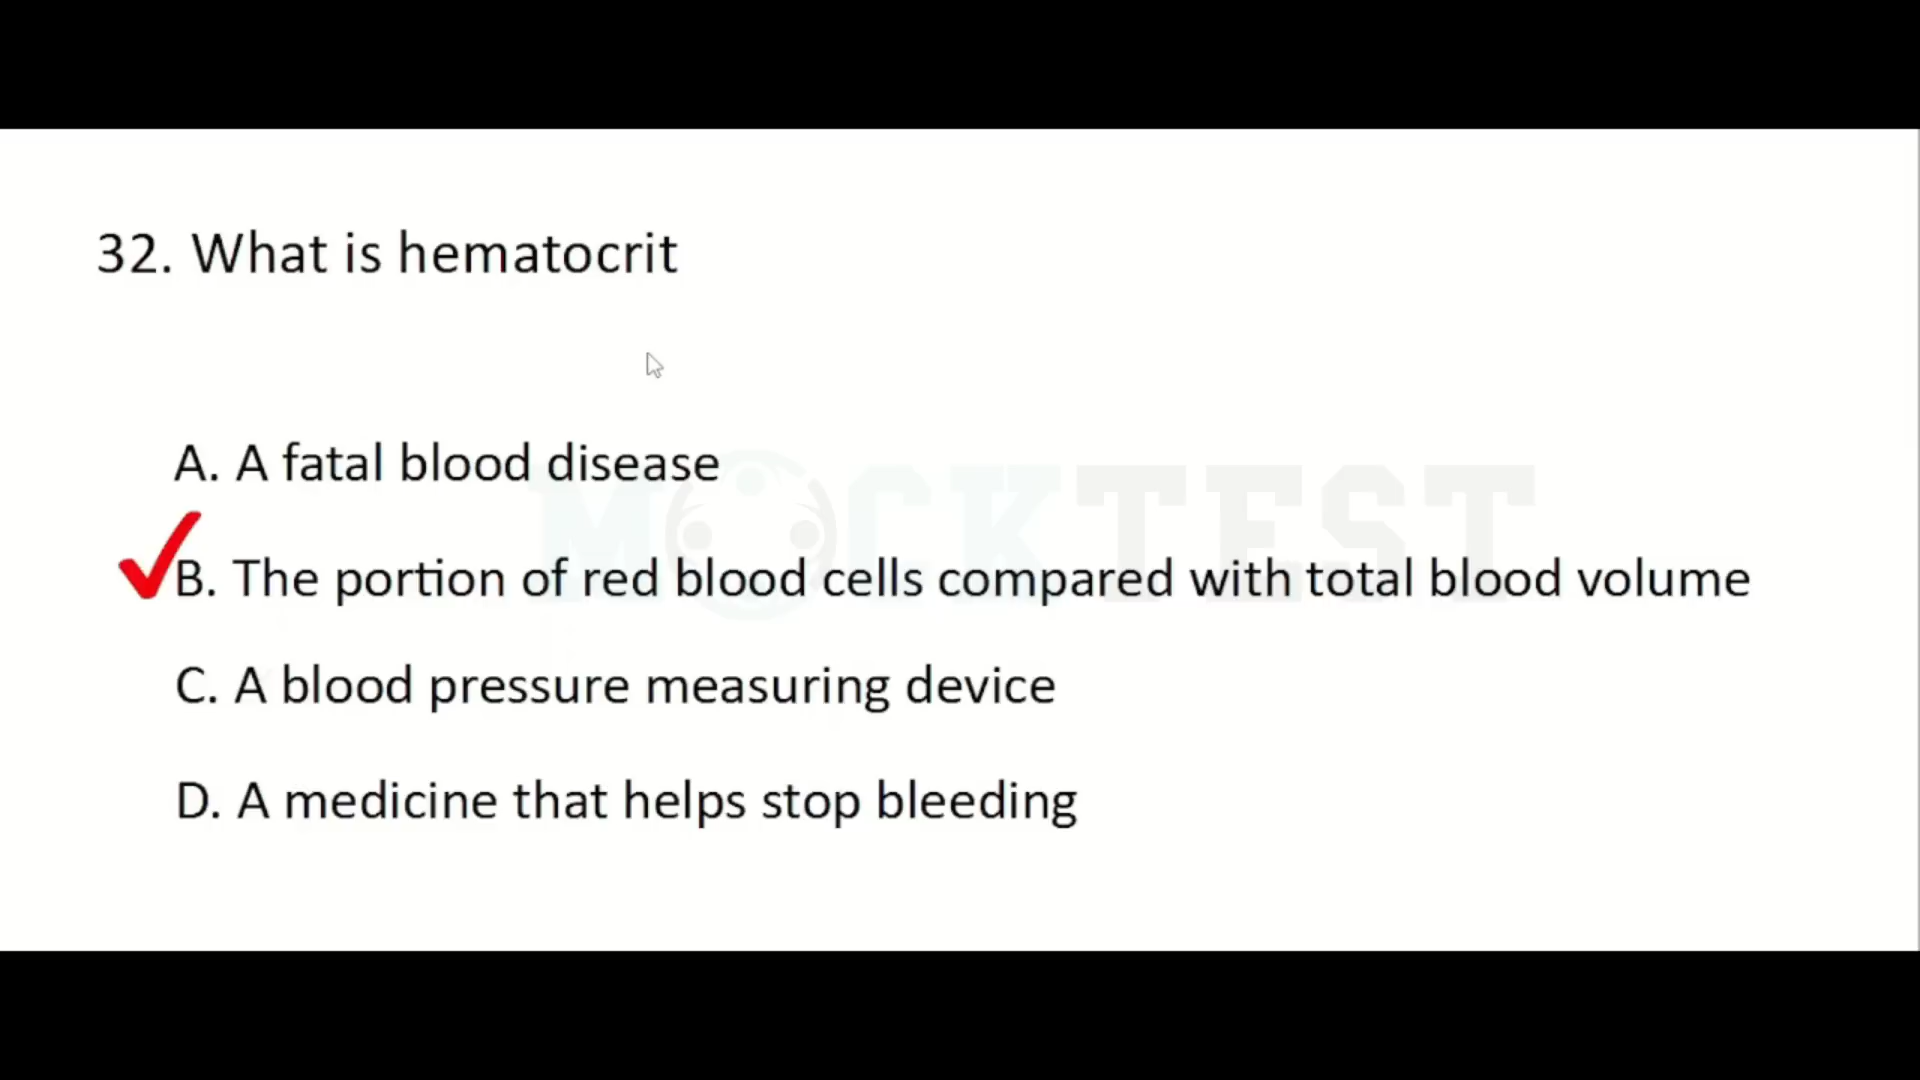 32. What is hematocrit
A. A fatal blood disease
MOCKTEST
B. The portion of red blood cells compared with total blood volume
C. A blood pressure measuring device
D. A medicine that helps stop bleeding